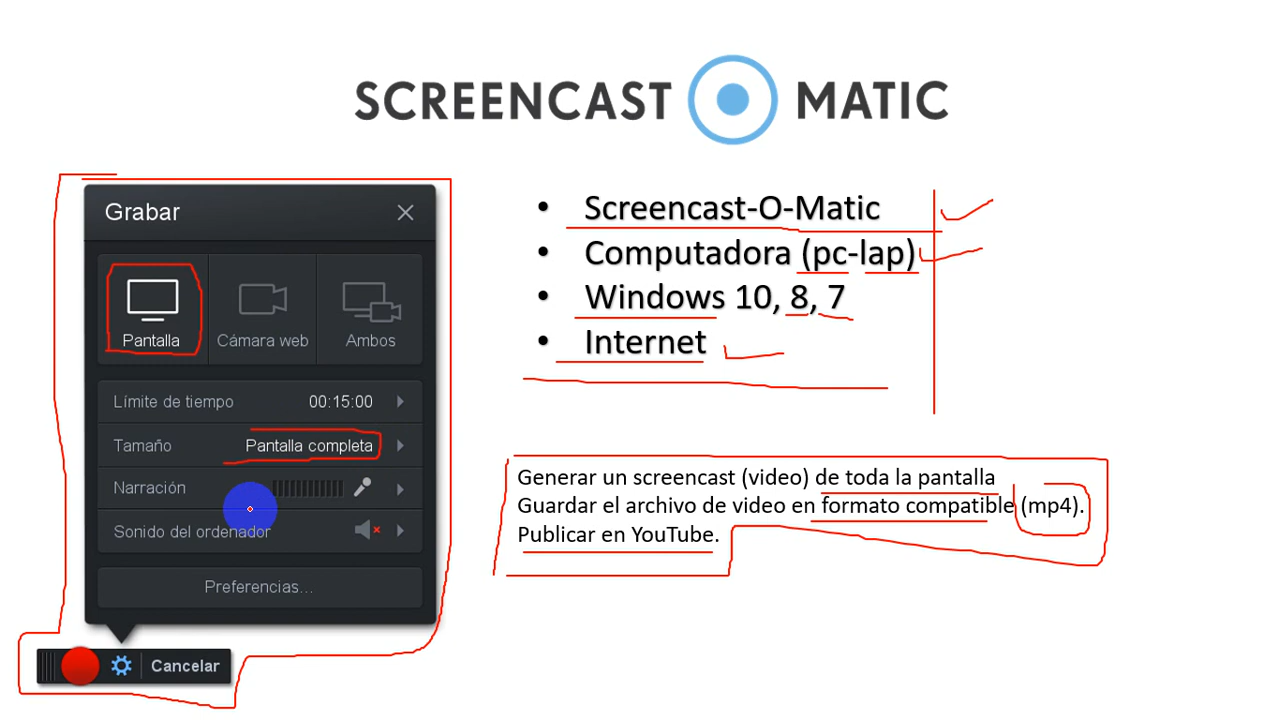 SCREENCAST MATIC
Grabar
Pantalla Cámara web Ambos
Límite de tiempo 00:15:00
Tamaño Pantalla completa
Narración
Sonido del ordenador
Preferencias...
Cancelar
• Screencast-O-Matic
• Computadora (pc-lap)
• Windows 10, 8, 7
• Internet
Generar un screencast (video) de toda la pantalla
Guardar el archivo de video en formato compatible (mp4).
Publicar en YouTube.